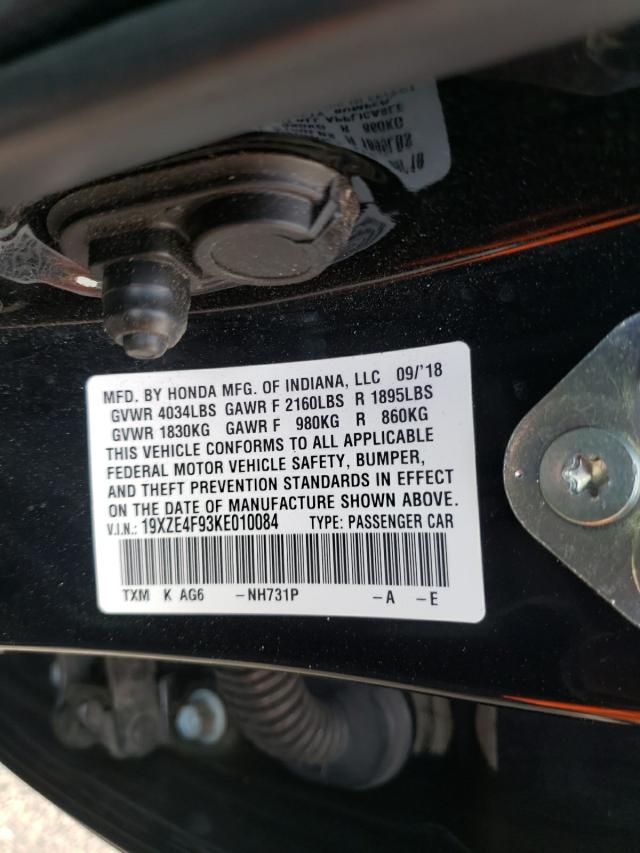 MFD. BY HONDA MFG. OF INDIANA, LLC 09/'18
GVWR 4034LBS GAWR F 2160LBS R 1895LBS
GVWR 1830KG GAWR F 980KG R 860KG
THIS VEHICLE CONFORMS TO ALL APPLICABLE
FEDERAL MOTOR VEHICLE SAFETY, BUMPER,
AND THEFT PREVENTION STANDARDS IN EFFECT
ON THE DATE OF MANUFACTURE SHOWN ABOVE.
V.I.N.: 19XZE4F93KE010084 TYPE: PASSENGER CAR
TXM K AG6 -NH731P -A -E